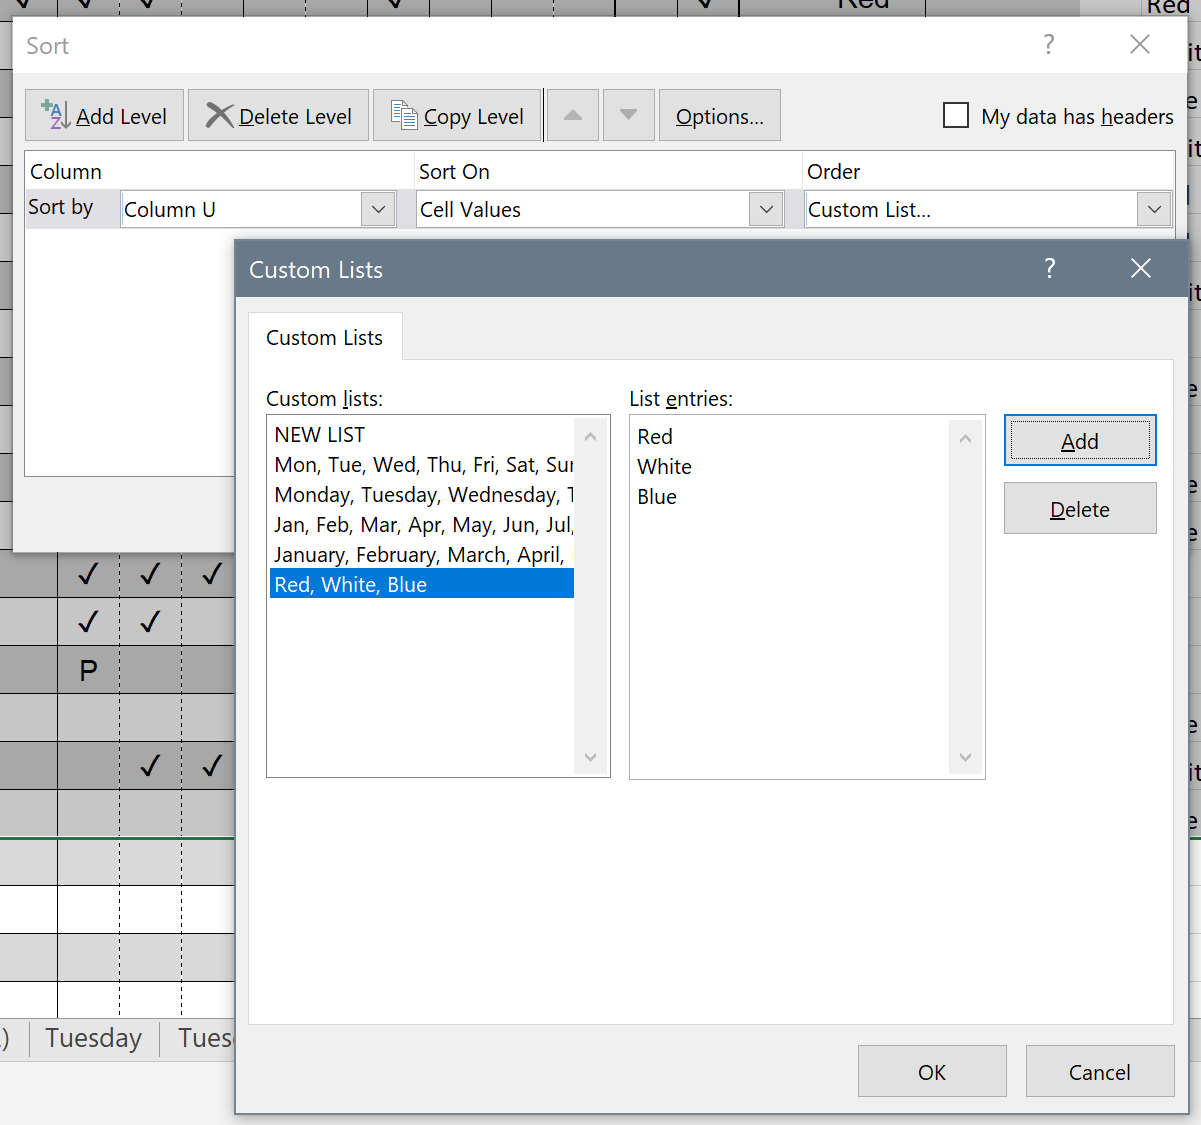 Red
Red
Sort
?
Add Level
Delete Level
Copy Level
Options...
My data has headers
Column
Sort On
Order
Sort by
Column U
Cell Values
Custom List...
Custom Lists
?
Custom Lists
Custom lists:
List entries:
NEW LIST
Mon, Tue, Wed, Thu, Fri, Sat, Sun
Monday, Tuesday, Wednesday, T
Jan, Feb, Mar, Apr, May, Jun, Jul,
January, February, March, April,
Red, White, Blue
Red
White
Blue
Add
Delete
✓ ✓ ✓
✓ ✓
P
✓ ✓
Tuesday
Tues
OK
Cancel